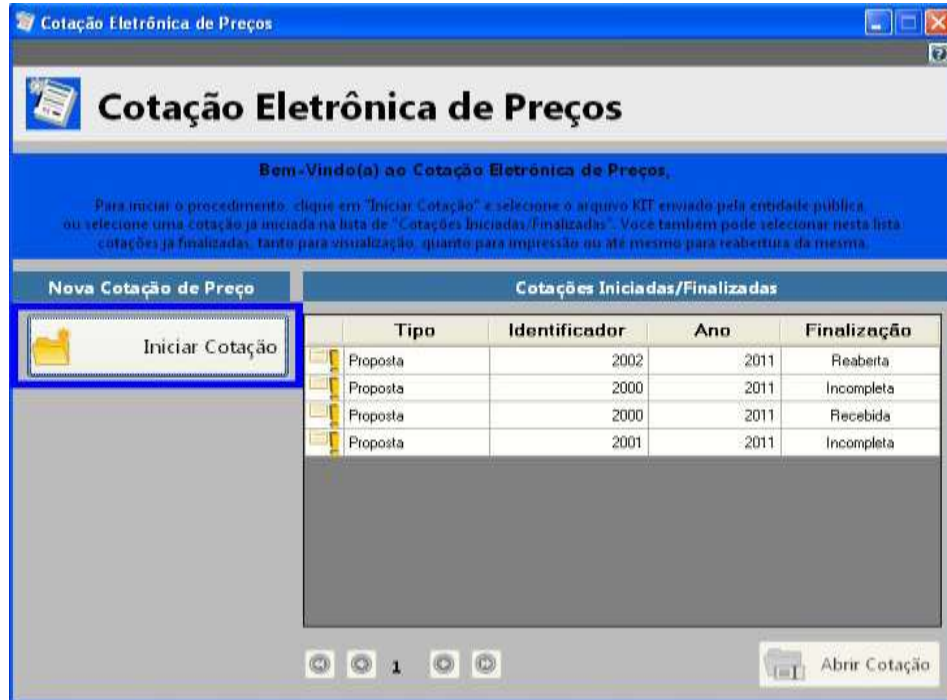 Cotação Eletrônica de Preços
Cotação Eletrônica de Preços
Bem-Vindo(a) ao Cotação Eletrônica de Preços,
Para iniciar o procedimento, clique em "Iniciar Cotação" e selecione o arquivo KIT enviado pela entidade pública,
ou selecione uma cotação já iniciada na lista de "Cotações Iniciadas/Finalizadas". Você também pode selecionar nesta lista
cotações já finalizadas, tanto para visualização, quanto para impressão ou até mesmo para reabertura da mesma.
Nova Cotação de Preço
Cotações Iniciadas/Finalizadas
Iniciar Cotação
Tipo Identificador Ano Finalização
Proposta 2002 2011 Reaberta
Proposta 2000 2011 Incompleta
Proposta 2000 2011 Recebida
Proposta 2001 2011 Incompleta
1
Abrir Cotação